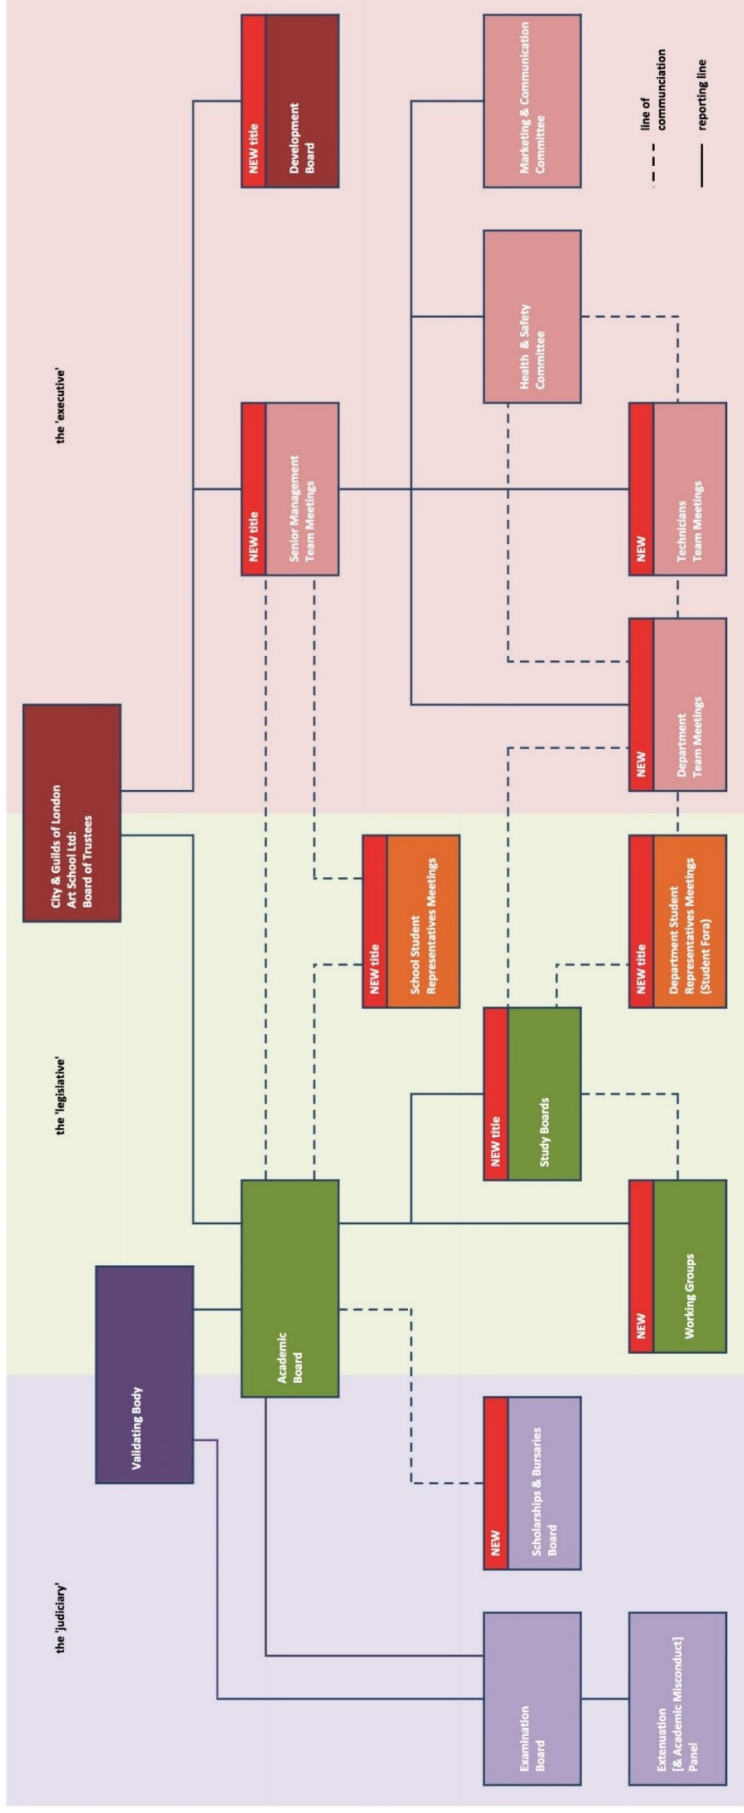 the 'judiciary'
the 'legislative'
the 'executive'
City & Guilds of London
Art School Ltd:
Board of Trustees
Validating Body
Academic
Board
NEW title
Senior Management
Team Meetings
NEW title
Development
Board
NEW title
School Student
Representatives Meetings
Examination
Board
NEW
Scholarships & Bursaries
Board
NEW title
Study Boards
Health & Safety
Committee
Marketing & Communication
Committee
Extenuation
[& Academic Misconduct]
Panel
NEW
Working Groups
NEW title
Department Student
Representatives Meetings
(Student Fora)
NEW
Department
Team Meetings
NEW
Technicians
Team Meetings
line of
communciation
reporting line